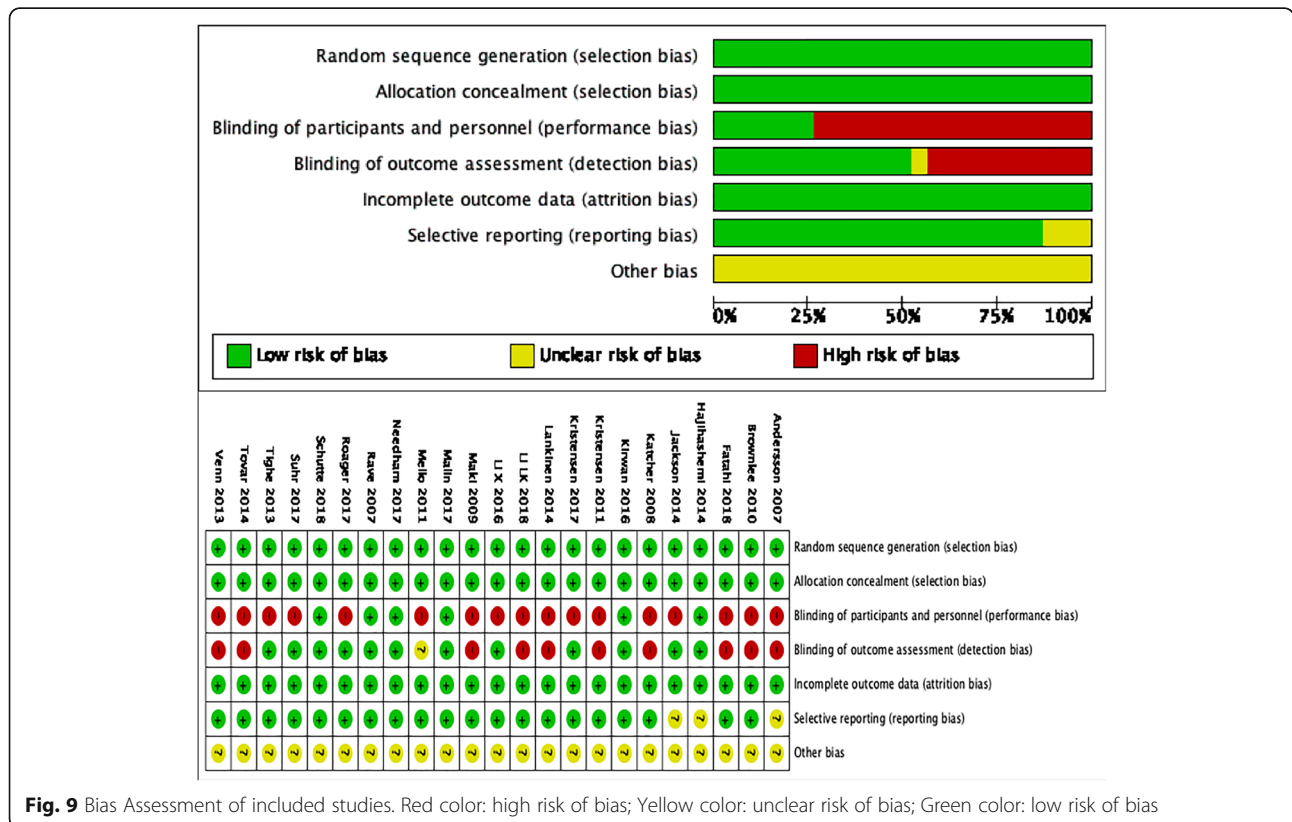 Random sequence generation (selection bias)
Allocation concealment (selection bias)
Blinding of participants and personnel (performance bias)
Blinding of outcome assessment (detection bias)
Incomplete outcome data (attrition bias)
Selective reporting (reporting bias)
Other bias
0% 25% 50% 75% 100%
Low risk of bias Unclear risk of bias High risk of bias
Venn 2013
Tovar 2014
Tighe 2013
Suhr 2017
Schutte 2018
Roager 2017
Rave 2007
Needham 2017
Mello 2011
Malin 2017
Maki 2009
Li X 2016
Li LK 2018
Lankinen 2014
Kristensen 2017
Kristensen 2011
Kirwan 2016
Katcher 2008
Jackson 2014
Hajihashemi 2014
Fatahi 2018
Brownlee 2010
Andersson 2007
+ + + + + + + + + + + + + + + + + + + + + + + Random sequence generation (selection bias)
+ + + + + + + + + + + + + + + + + + + + + + + Allocation concealment (selection bias)
- - - - + - + + - + - - - - - - + - - + - - - Blinding of participants and personnel (performance bias)
- - + + + + + + ? + - + - - + - + - + + - - - Blinding of outcome assessment (detection bias)
+ + + + + + + + + + + + + + + + + + + + + + + Incomplete outcome data (attrition bias)
+ + + + + + + + + + + + + + + + + + ? ? + + ? Selective reporting (reporting bias)
? ? ? ? ? ? ? ? ? ? ? ? ? ? ? ? ? ? ? ? ? ? ? Other bias
Fig. 9 Bias Assessment of included studies. Red color: high risk of bias; Yellow color: unclear risk of bias; Green color: low risk of bias